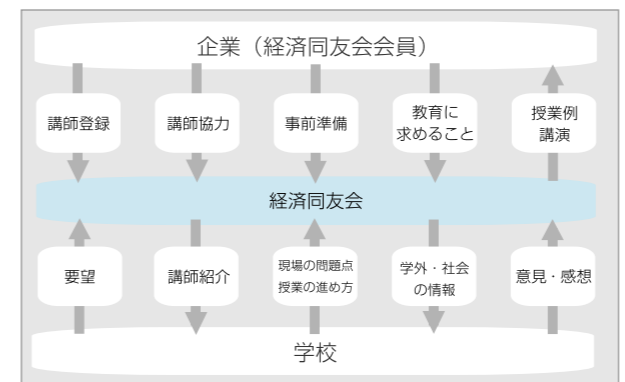 企業（経済同友会会員）
講師登録
講師協力
事前準備
教育に
求めること
授業例
講演
経済同友会
要望
講師紹介
現場の問題点
授業の進め方
学外・社会
の情報
意見・感想
学校